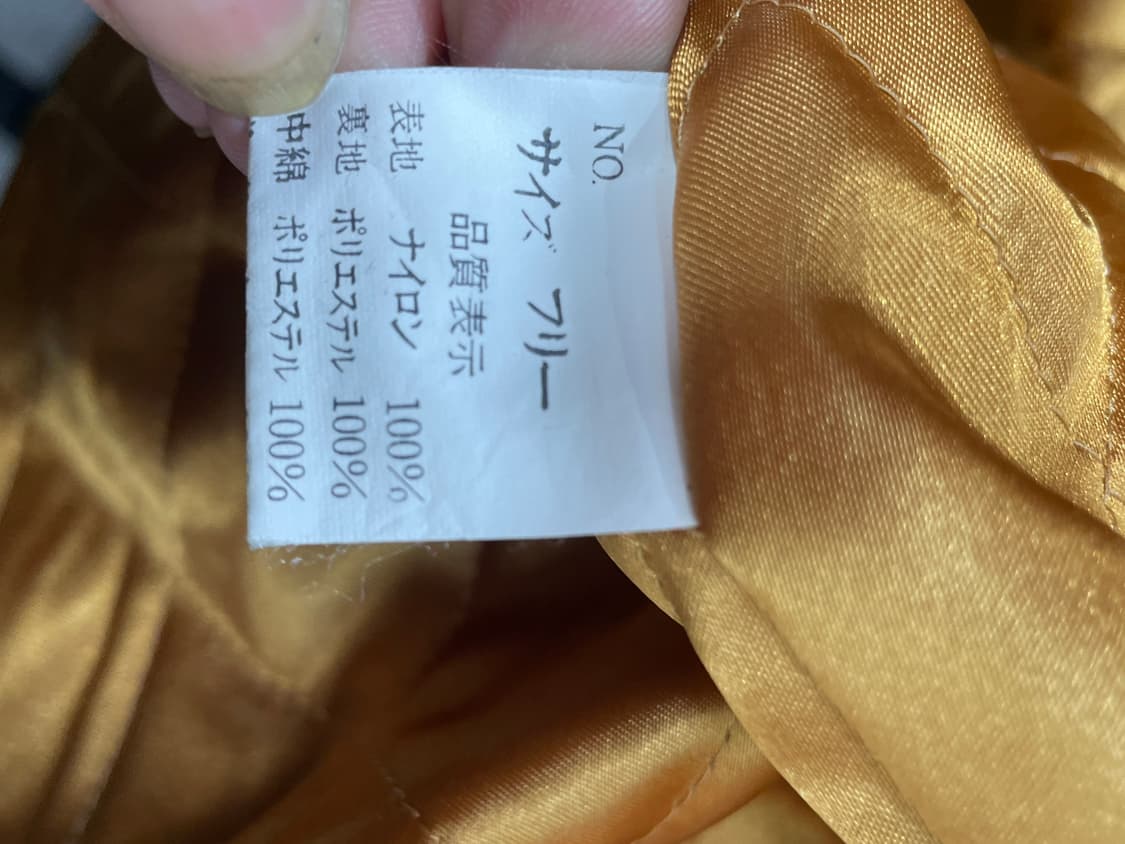 NO.
サイズ フリー
品質表示
表地 ナイロン 100%
裏地 ポリエステル 100%
中綿 ポリエステル 100%